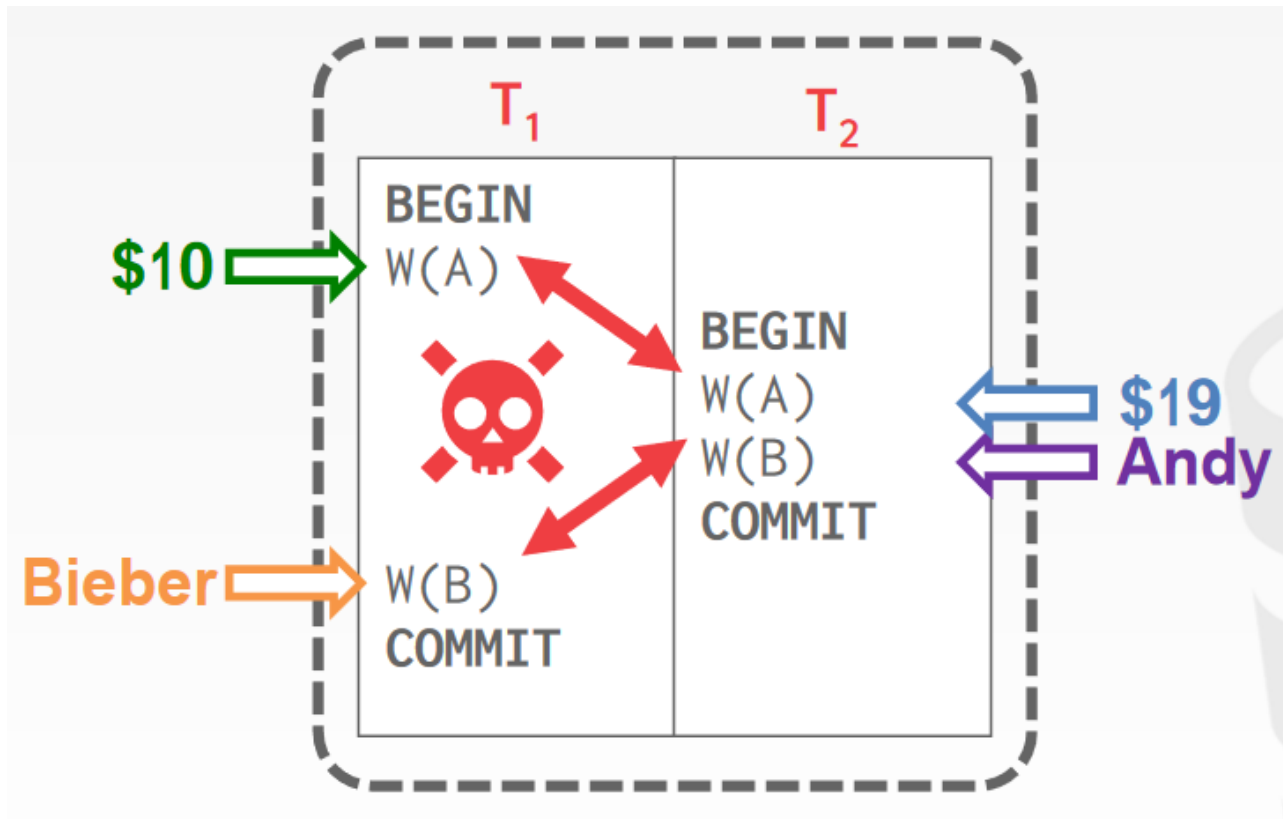 T₁ T₂
BEGIN
$10 W(A)
BEGIN
W(A) $19
W(B) Andy
COMMIT
Bieber W(B)
COMMIT